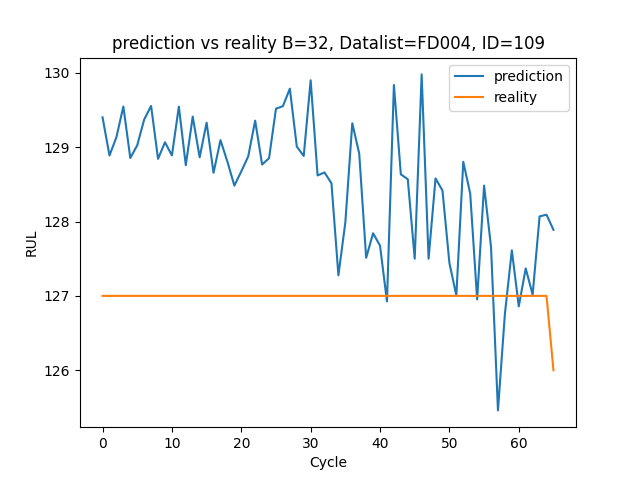 prediction vs reality B=32, Datalist=FD004, ID=109
prediction
reality
130
129
128
127
126
RUL
0 10 20 30 40 50 60
Cycle